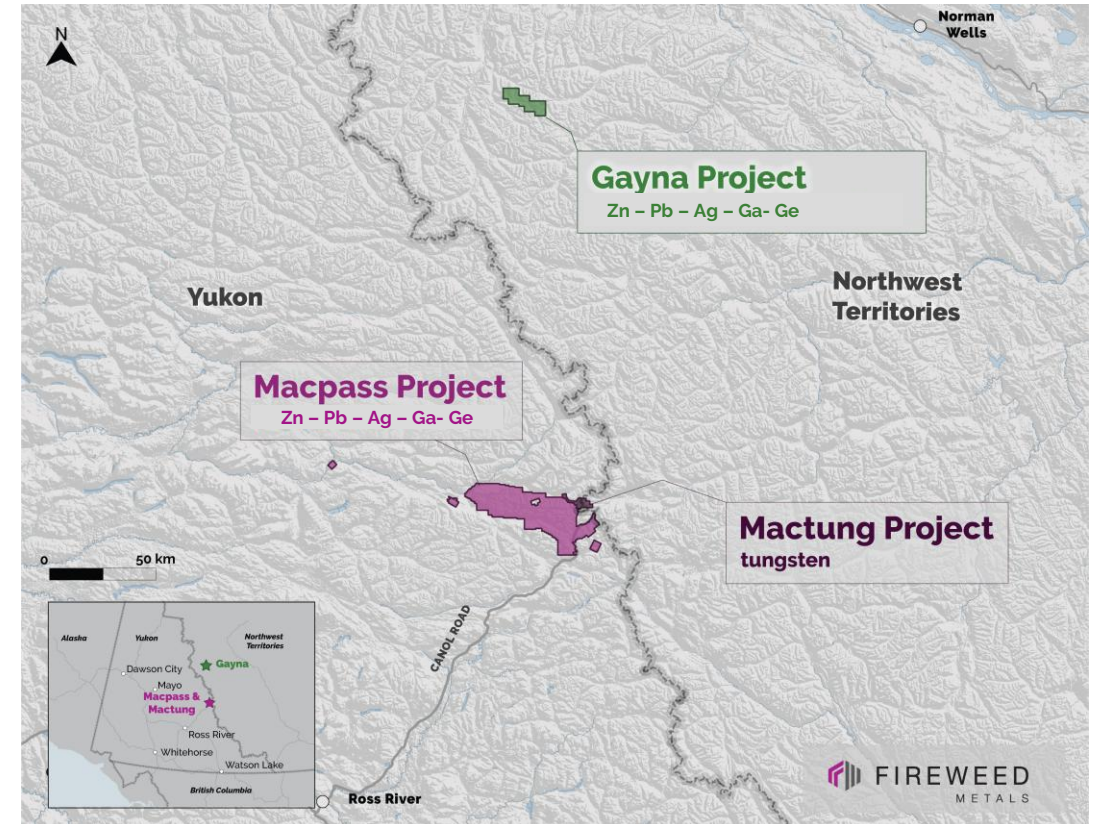 N
Norman
Wells
Gayna Project
Zn – Pb – Ag – Ga- Ge
Northwest
Territories
Yukon
Macpass Project
Zn – Pb – Ag – Ga- Ge
Mactung Project
tungsten
0 50 km
CANOL ROAD
Alaska
Yukon
Northwest
Territories
Gayna
Dawson City
Mayo
Macpass &
Mactung
Ross River
Whitehorse
Watson Lake
British Columbia
Ross River
FIREWEED
METALS